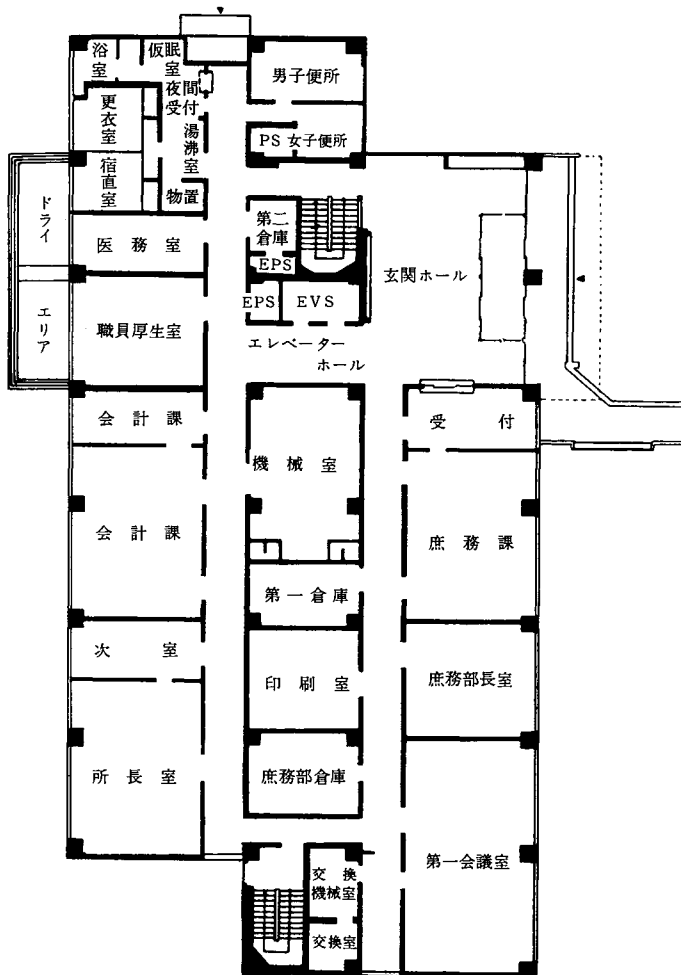 浴室
仮眠室
夜間
受付
男子便所
更衣室
湯沸室
PS 女子便所
宿直室
物置
ドライ
エリア
医務室
第二
倉庫
EPS
玄関ホール
職員厚生室
EPS
EVS
エレベーター
ホール
会計課
受付
機械室
会計課
庶務課
第一倉庫
次室
印刷室
庶務部長室
所長室
庶務部倉庫
第一会議室
交換
機械室
交換室